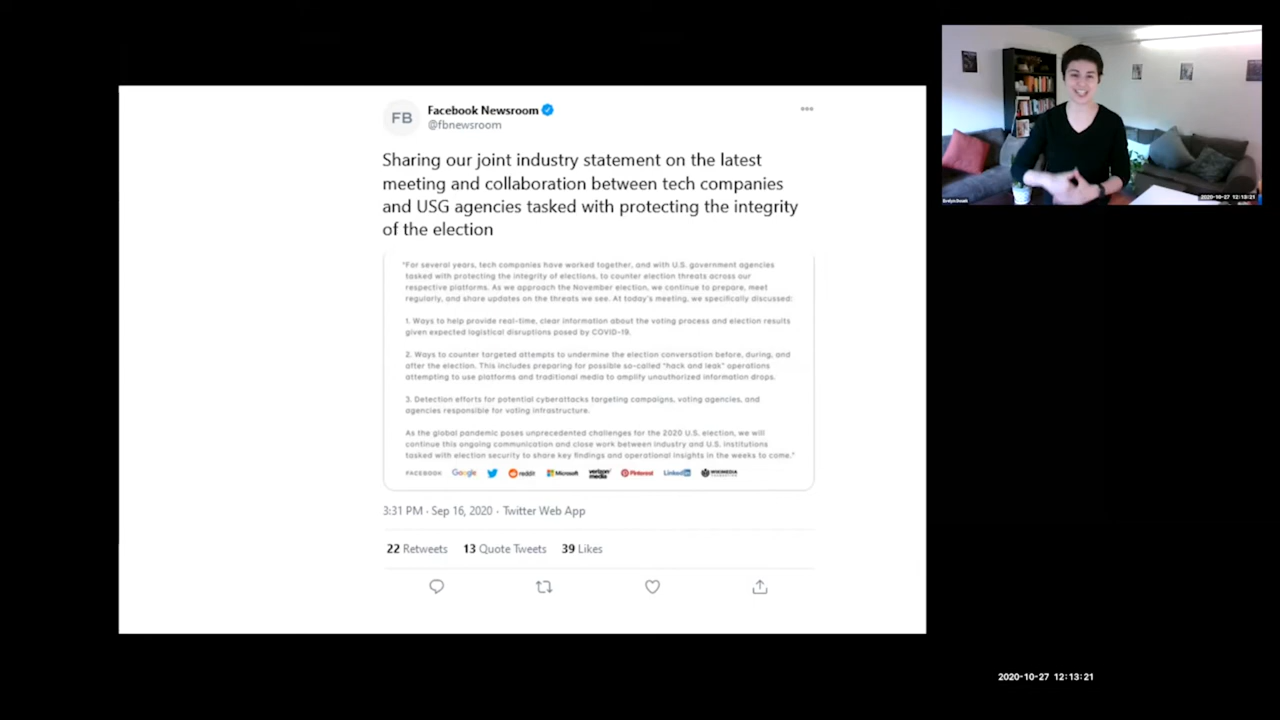 FB
Facebook Newsroom
@fbnewsroom
Sharing our joint industry statement on the latest
meeting and collaboration between tech companies
and USG agencies tasked with protecting the integrity
of the election
"For several years, tech companies have worked together, and with U.S. government agencies
tasked with protecting the integrity of elections, to counter election threats across our
respective platforms. As we approach the November election, we continue to prepare, meet
regularly, and share updates on the threats we see. At today's meeting, we specifically discussed:
1. Ways to help provide real-time, clear information about the voting process and election results
given expected logistical disruptions posed by COVID-19.
2. Ways to counter targeted attempts to undermine the election conversation before, during, and
after the election. This includes preparing for possible so-called "hack and leak" operations
attempting to use platforms and traditional media to amplify unauthorized information drops.
3. Detection efforts for potential cyberattacks targeting campaigns, voting agencies, and
agencies responsible for voting infrastructure.
As the global pandemic poses unprecedented challenges for the 2020 U.S. election, we will
continue this ongoing communication and close work between industry and U.S. institutions
tasked with election security to share key findings and operational insights in the weeks to come."
FACEBOOK Google reddit Microsoft verizon media Pinterest LinkedIn WIKIMEDIA FOUNDATION
3:31 PM · Sep 16, 2020 · Twitter Web App
22 Retweets 13 Quote Tweets 39 Likes
Evelyn Douek
2020-10-27 12:13:21
2020-10-27 12:13:21